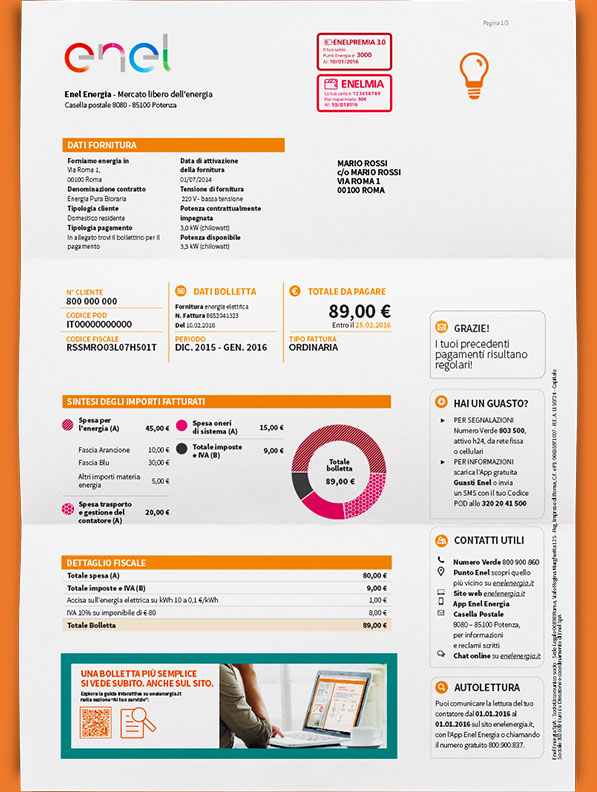 Pagina 1/3
enel
ENELPREMIA 3.0
Il tuo saldo
Punti Energia è: 3000
Al: 10/01/2016
ENELMIA
La tua carta è: 123456789
Hai risparmiato: 50€
Al: 10/01/2016
Enel Energia - Mercato libero dell'energia
Casella postale 8080 - 85100 Potenza
DATI FORNITURA
Forniamo energia in
Via Roma 1,
00100 Roma
Denominazione contratto
Energia Pura Bioraria
Tipologia cliente
Domestico residente
Tipologia pagamento
In allegato trovi il bollettino per il
pagamento
Data di attivazione
della fornitura
01/07/2014
Tensione di fornitura
220 V - bassa tensione
Potenza contrattualmente
impegnata
3,0 kW (chilowatt)
Potenza disponibile
3,3 kW (chilowatt)
MARIO ROSSI
c/o MARIO ROSSI
VIA ROMA 1
00100 ROMA
N° CLIENTE
800 000 000
CODICE POD
IT00000000000
CODICE FISCALE
RSSMROO3L07H501T
DATI BOLLETTA
Fornitura energia elettrica
N. Fattura 8652041323
Del 10.02.2016
PERIODO
DIC. 2015 - GEN. 2016
€ TOTALE DA PAGARE
89,00 €
Entro il 25.02.2016
TIPO FATTURA
ORDINARIA
GRAZIE!
I tuoi precedenti
pagamenti risultano
regolari!
SINTESI DEGLI IMPORTI FATTURATI
Spesa per
l'energia (A) 45,00 €
Fascia Arancione 10,00 €
Fascia Blu 30,00 €
Altri importi materia
energia 5,00 €
Spesa trasporto
e gestione del
contatore (A) 20,00 €
Spesa oneri
di sistema (A) 15,00 €
Totale imposte
e IVA (B) 9,00 €
Totale
bolletta
89,00 €
HAI UN GUASTO?
► PER SEGNALAZIONI
Numero Verde 803 500,
attivo h24, da rete fissa
o cellulari
► PER INFORMAZIONI
scarica l'App gratuita
Guasti Enel o invia
un SMS con il tuo Codice
POD allo 320 20 41 500
DETTAGLIO FISCALE
Totale spesa (A) 80,00 €
Totale imposte e IVA (B) 9,00 €
Accisa sull'energia elettrica su kWh 10 a 0,1 €/kWh 1,00 €
IVA 10% su imponibile di € 80 8,00 €
Totale Bolletta 89,00 €
CONTATTI UTILI
Numero Verde 800 900 860
Punto Enel scopri quello
più vicino su enelenergia.it
Sito web enelenergia.it
App Enel Energia
Casella Postale
8080 – 85100 Potenza,
per informazioni
e reclami scritti
Chat online su enelenergia.it
UNA BOLLETTA PIÙ SEMPLICE
SI VEDE SUBITO. ANCHE SUL SITO.
Esplora la guida interattiva su enelenergia.it
nella sezione "Al tuo servizio".
AUTOLETTURA
Puoi comunicare la lettura del tuo
contatore dal 01.01.2016 al
01.01.2016 sul sito enelenergia.it,
con l'App Enel Energia o chiamando
il numero gratuito 800.900.837.